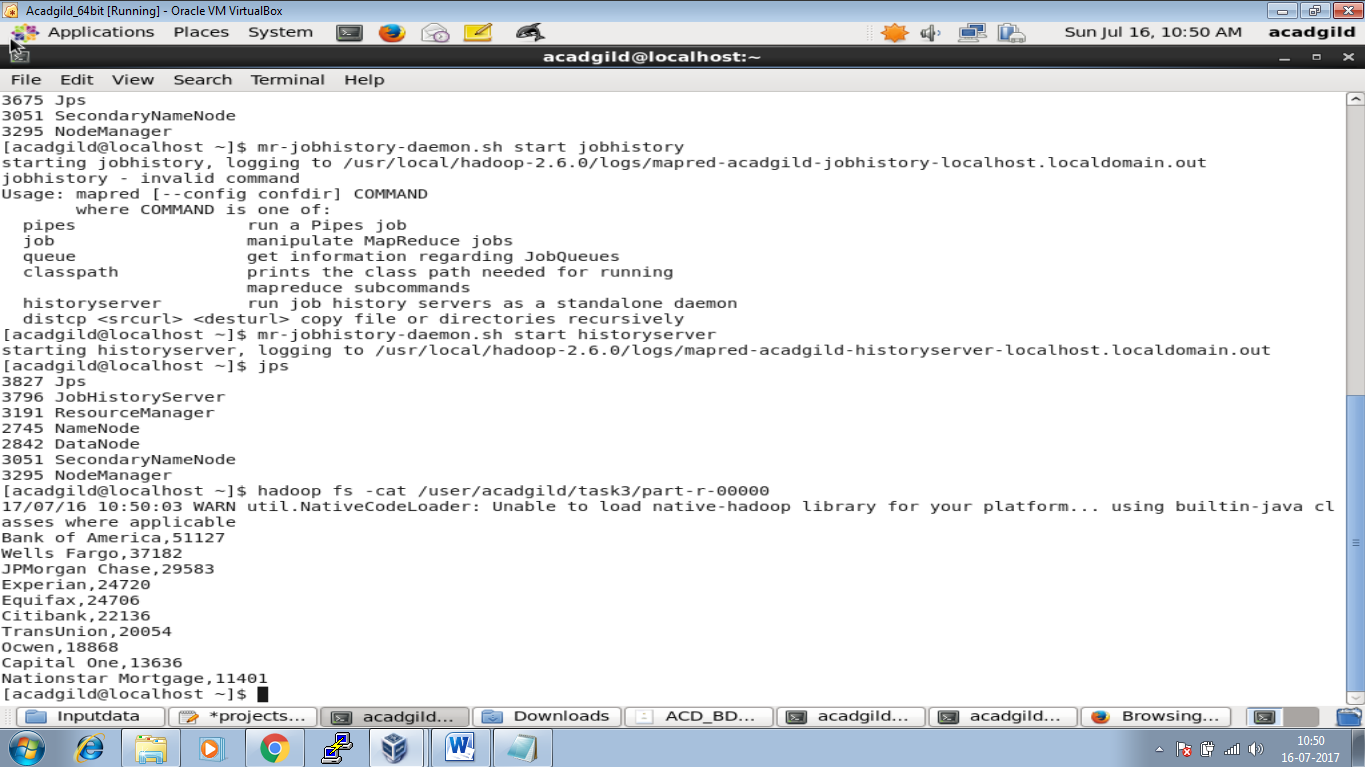 Acadgild_64bit [Running] - Oracle VM VirtualBox
Applications Places System Sun Jul 16, 10:50 AM acadgild
acadgild@localhost:~
File Edit View Search Terminal Help
3675 Jps
3051 SecondaryNameNode
3295 NodeManager
[acadgild@localhost ~]$ mr-jobhistory-daemon.sh start jobhistory
starting jobhistory, logging to /usr/local/hadoop-2.6.0/logs/mapred-acadgild-jobhistory-localhost.localdomain.out
jobhistory - invalid command
Usage: mapred [--config confdir] COMMAND
where COMMAND is one of:
pipes run a Pipes job
job manipulate MapReduce jobs
queue get information regarding JobQueues
classpath prints the class path needed for running
mapreduce subcommands
historyserver run job history servers as a standalone daemon
distcp <srcurl> <desturl> copy file or directories recursively
[acadgild@localhost ~]$ mr-jobhistory-daemon.sh start historyserver
starting historyserver, logging to /usr/local/hadoop-2.6.0/logs/mapred-acadgild-historyserver-localhost.localdomain.out
[acadgild@localhost ~]$ jps
3827 Jps
3796 JobHistoryServer
3191 ResourceManager
2745 NameNode
2842 DataNode
3051 SecondaryNameNode
3295 NodeManager
[acadgild@localhost ~]$ hadoop fs -cat /user/acadgild/task3/part-r-00000
17/07/16 10:50:03 WARN util.NativeCodeLoader: Unable to load native-hadoop library for your platform... using builtin-java cl
asses where applicable
Bank of America,51127
Wells Fargo,37182
JPMorgan Chase,29583
Experian,24720
Equifax,24706
Citibank,22136
TransUnion,20054
Ocwen,18868
Capital One,13636
Nationstar Mortgage,11401
[acadgild@localhost ~]$
Inputdata *projects... acadgild... Downloads ACD_BD... acadgild... acadgild... Browsing...
10:50
16-07-2017